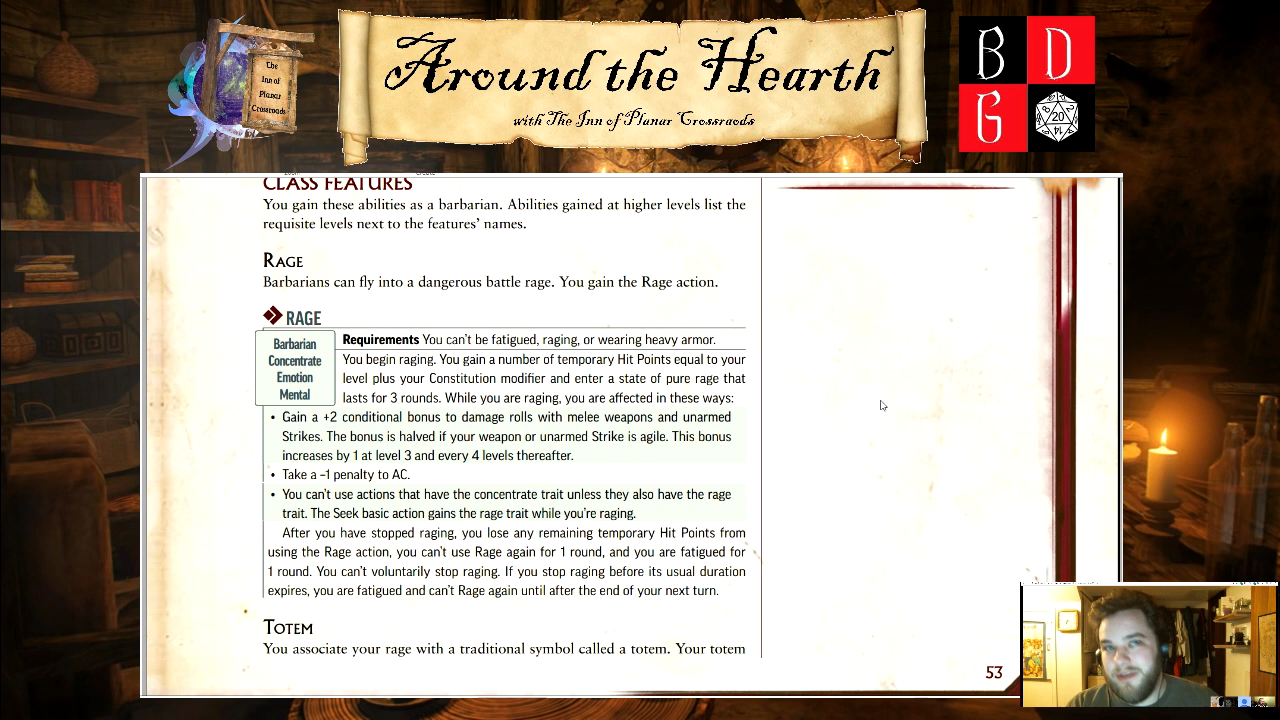 The
Inn of
Planar
Crossroads
Around the Hearth
with The Inn of Planar Crossraods
B D
G 20
CLASS FEATURES
You gain these abilities as a barbarian. Abilities gained at higher levels list the
requisite levels next to the features' names.
RAGE
Barbarians can fly into a dangerous battle rage. You gain the Rage action.
RAGE
Barbarian
Concentrate
Emotion
Mental
Requirements You can't be fatigued, raging, or wearing heavy armor.
You begin raging. You gain a number of temporary Hit Points equal to your
level plus your Constitution modifier and enter a state of pure rage that
lasts for 3 rounds. While you are raging, you are affected in these ways:
• Gain a +2 conditional bonus to damage rolls with melee weapons and unarmed
Strikes. The bonus is halved if your weapon or unarmed Strike is agile. This bonus
increases by 1 at level 3 and every 4 levels thereafter.
• Take a –1 penalty to AC.
• You can't use actions that have the concentrate trait unless they also have the rage
trait. The Seek basic action gains the rage trait while you're raging.
After you have stopped raging, you lose any remaining temporary Hit Points from
using the Rage action, you can't use Rage again for 1 round, and you are fatigued for
1 round. You can't voluntarily stop raging. If you stop raging before its usual duration
expires, you are fatigued and can't Rage again until after the end of your next turn.
TOTEM
You associate your rage with a traditional symbol called a totem. Your totem
53